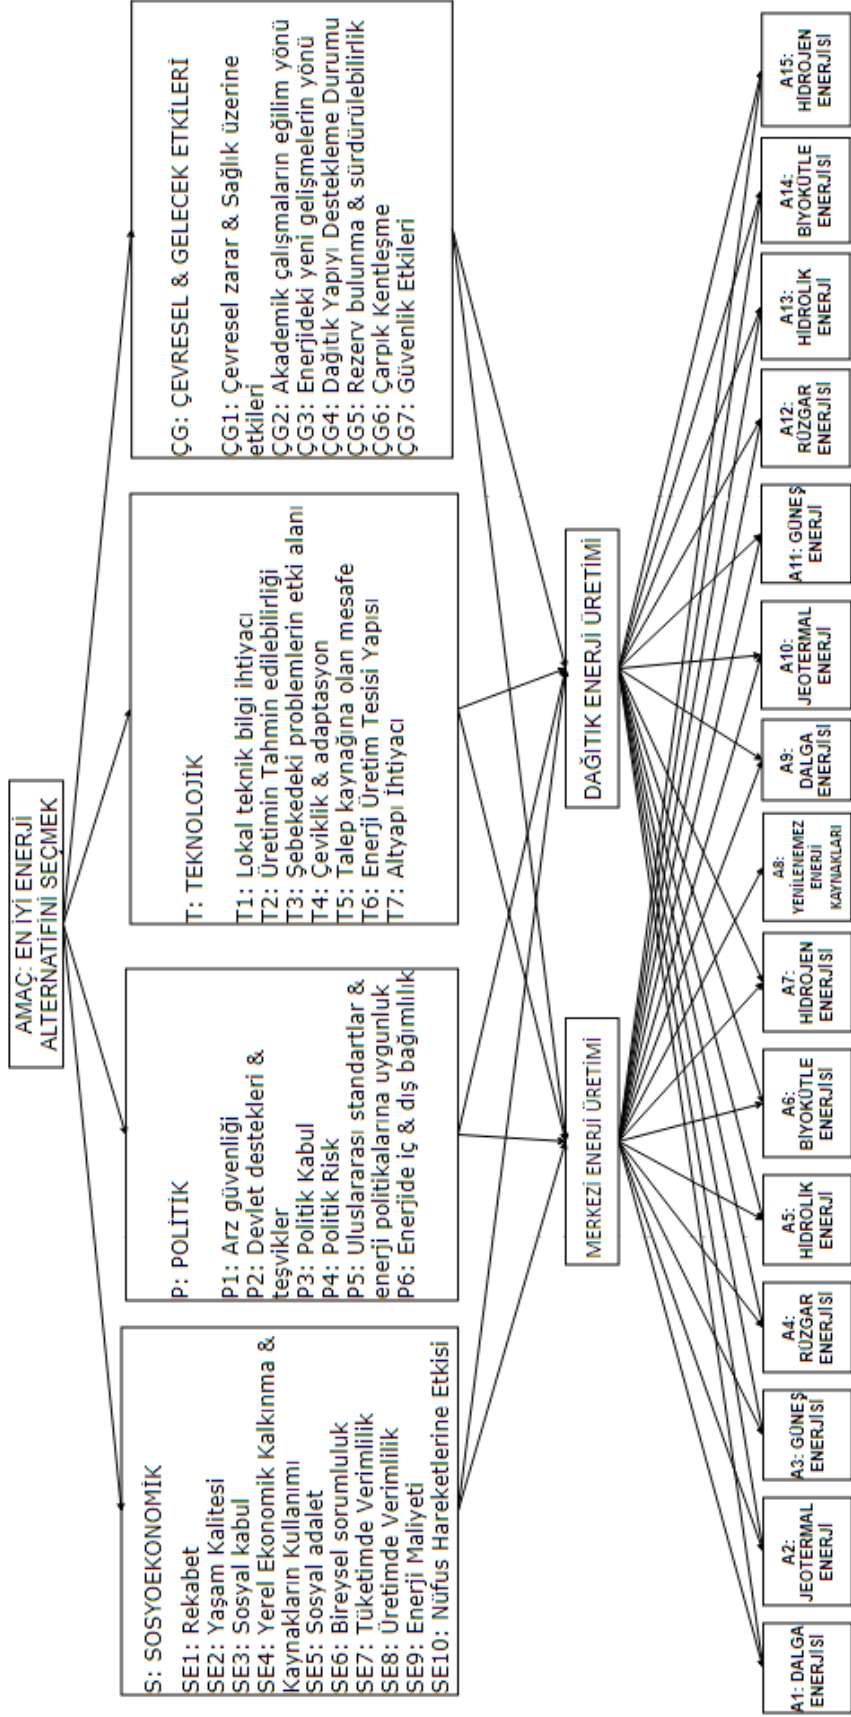 AMAÇ: EN İYİ ENERJİ
ALTERNATİFİNİ SEÇMEK
S: SOSYOEKONOMİK
SE1: Rekabet
SE2: Yaşam Kalitesi
SE3: Sosyal kabul
SE4: Yerel Ekonomik Kalkınma &
Kaynakların Kullanımı
SE5: Sosyal adalet
SE6: Bireysel sorumluluk
SE7: Tüketimde Verimlilik
SE8: Üretimde Verimlilik
SE9: Enerji Maliyeti
SE10: Nüfus Hareketlerine Etkisi
P: POLİTİK
P1: Arz güvenliği
P2: Devlet destekleri &
teşvikler
P3: Politik Kabul
P4: Politik Risk
P5: Uluslararası standartlar &
enerji politikalarına uygunluk
P6: Enerjide iç & dış bağımlılık
T: TEKNOLOJİK
T1: Lokal teknik bilgi ihtiyacı
T2: Üretimin Tahmin edilebilirliği
T3: Şebekedeki problemlerin etki alanı
T4: Çeviklik & adaptasyon
T5: Talep kaynağına olan mesafe
T6: Enerji Üretim Tesisi Yapısı
T7: Altyapı İhtiyacı
ÇG: ÇEVRESEL & GELECEK ETKİLERİ
ÇG1: Çevresel zarar & Sağlık üzerine
etkileri
ÇG2: Akademik çalışmaların eğilim yönü
ÇG3: Enerjideki yeni gelişmelerin yönü
ÇG4: Dağıtık Yapıyı Destekleme Durumu
ÇG5: Rezerv bulunma & sürdürülebilirlik
ÇG6: Çarpık Kentleşme
ÇG7: Güvenlik Etkileri
MERKEZİ ENERJİ ÜRETİMİ
DAĞITIK ENERJİ ÜRETİMİ
A1: DALGA
ENERJİSİ
A2:
JEOTERMAL
ENERJİ
A3: GÜNEŞ
ENERJİSİ
A4:
RÜZGAR
ENERJİSİ
A5:
HİDROLİK
ENERJİ
A6:
BİYOKÜTLE
ENERJİSİ
A7:
HİDROJEN
ENERJİSİ
A8:
YENİLENEMEZ
ENERJİ
KAYNAKLARI
A9:
DALGA
ENERJİSİ
A10:
JEOTERMAL
ENERJİ
A11: GÜNEŞ
ENERJİ
A12:
RÜZGAR
ENERJİSİ
A13:
HİDROLİK
ENERJİ
A14:
BİYOKÜTLE
ENERJİSİ
A15:
HİDROJEN
ENERJİSİ